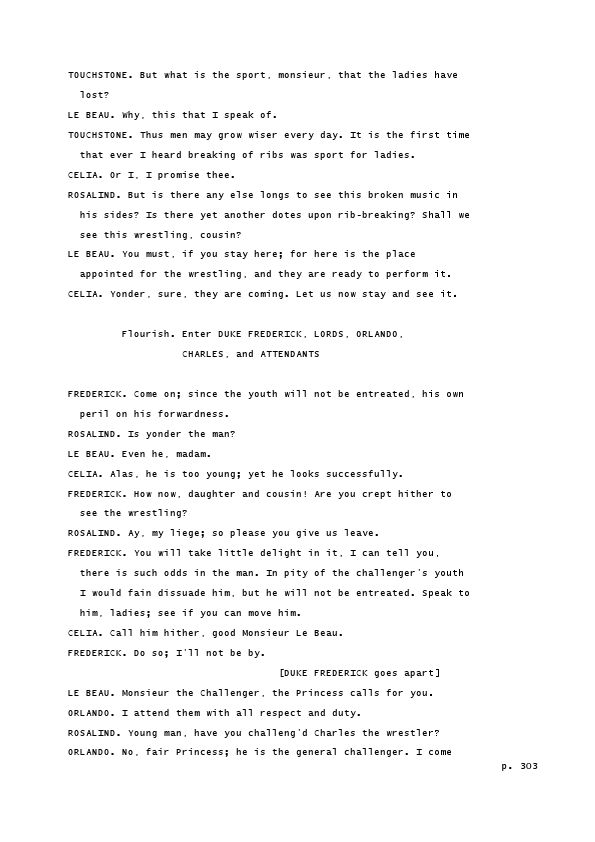 TOUCHSTONE. But what is the sport, monsieur, that the ladies have
lost?
LE BEAU. Why, this that I speak of.
TOUCHSTONE. Thus men may grow wiser every day. It is the first time
that ever I heard breaking of ribs was sport for ladies.
CELIA. Or I, I promise thee.
ROSALIND. But is there any else longs to see this broken music in
his sides? Is there yet another dotes upon rib-breaking? Shall we
see this wrestling, cousin?
LE BEAU. You must, if you stay here; for here is the place
appointed for the wrestling, and they are ready to perform it.
CELIA. Yonder, sure, they are coming. Let us now stay and see it.
Flourish. Enter DUKE FREDERICK, LORDS, ORLANDO,
CHARLES, and ATTENDANTS
FREDERICK. Come on; since the youth will not be entreated, his own
peril on his forwardness.
ROSALIND. Is yonder the man?
LE BEAU. Even he, madam.
CELIA. Alas, he is too young; yet he looks successfully.
FREDERICK. How now, daughter and cousin! Are you crept hither to
see the wrestling?
ROSALIND. Ay, my liege; so please you give us leave.
FREDERICK. You will take little delight in it, I can tell you,
there is such odds in the man. In pity of the challenger's youth
I would fain dissuade him, but he will not be entreated. Speak to
him, ladies; see if you can move him.
CELIA. Call him hither, good Monsieur Le Beau.
FREDERICK. Do so; I'll not be by.
[DUKE FREDERICK goes apart]
LE BEAU. Monsieur the Challenger, the Princess calls for you.
ORLANDO. I attend them with all respect and duty.
ROSALIND. Young man, have you challeng'd Charles the wrestler?
ORLANDO. No, fair Princess; he is the general challenger. I come
p. 303